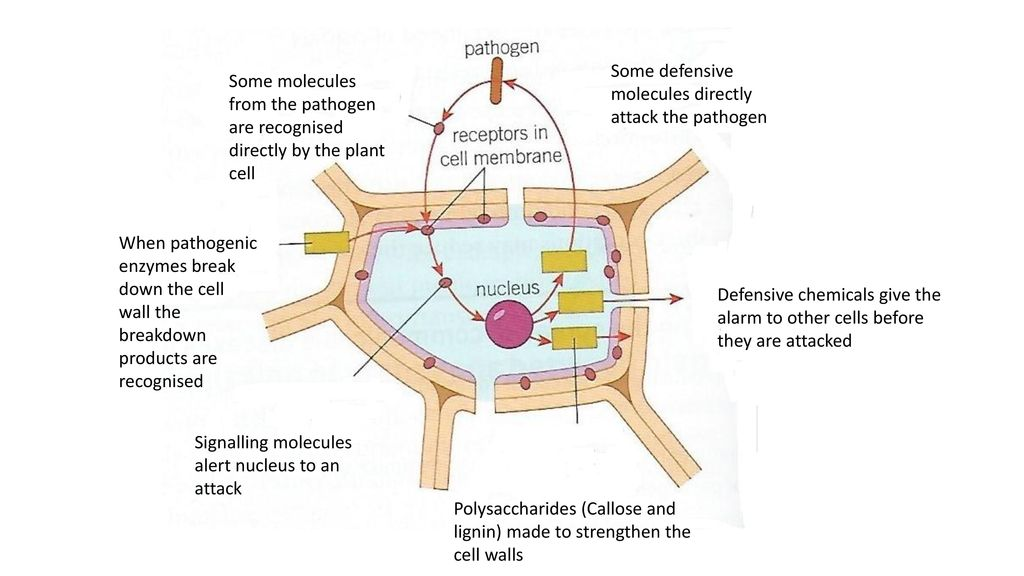 pathogen
Some molecules
from the pathogen
are recognised
directly by the plant
cell
Some defensive
molecules directly
attack the pathogen
receptors in
cell membrane
When pathogenic
enzymes break
down the cell
wall the
breakdown
products are
recognised
nucleus
Defensive chemicals give the
alarm to other cells before
they are attacked
Signalling molecules
alert nucleus to an
attack
Polysaccharides (Callose and
lignin) made to strengthen the
cell walls